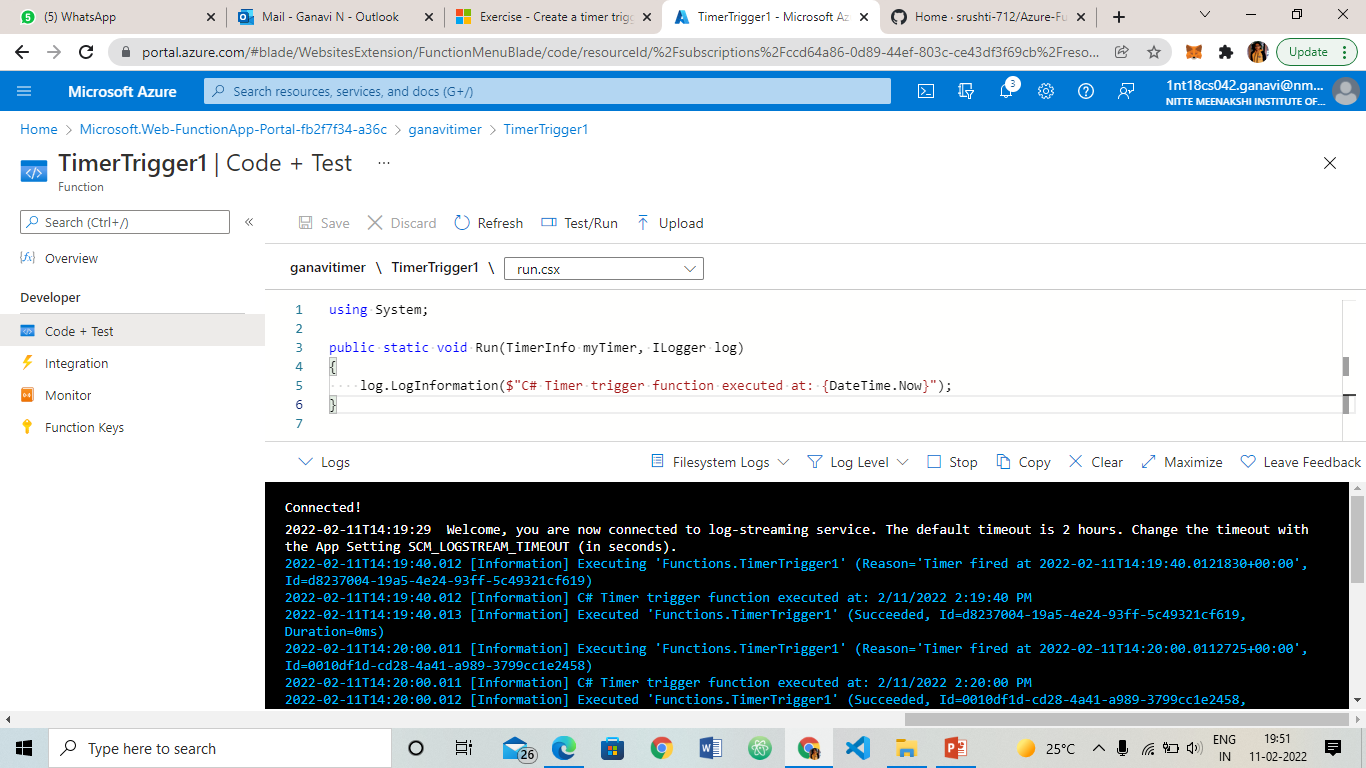 (5) WhatsApp
Mail - Ganavi N - Outlook
Exercise - Create a timer trigg
TimerTrigger1 - Microsoft Az
Home · srushti-712/Azure-Fu
portal.azure.com/#blade/WebsitesExtension/FunctionMenuBlade/code/resourceId/%2Fsubscriptions%2Fccd64a86-0d89-44ef-803c-ce43df3f69cb%2Freso...
Update
Microsoft Azure
Search resources, services, and docs (G+/)
3
1nt18cs042.ganavi@nm...
NITTE MEENAKSHI INSTITUTE OF...
Home > Microsoft.Web-FunctionApp-Portal-fb2f7f34-a36c > ganavitimer > TimerTrigger1
TimerTrigger1 | Code + Test ...
Function
Search (Ctrl+/)
«
Save
Discard
Refresh
Test/Run
Upload
Overview
Developer
Code + Test
Integration
Monitor
Function Keys
ganavitimer \ TimerTrigger1 \ run.csx
1 using System;
2
3 public static void Run(TimerInfo myTimer, ILogger log)
4 {
5 log.LogInformation($"C# Timer trigger function executed at: {DateTime.Now}");
6 }
7
Logs
Filesystem Logs
Log Level
Stop
Copy
Clear
Maximize
Leave Feedback
Connected!
2022-02-11T14:19:29 Welcome, you are now connected to log-streaming service. The default timeout is 2 hours. Change the timeout with
the App Setting SCM_LOGSTREAM_TIMEOUT (in seconds).
2022-02-11T14:19:40.012 [Information] Executing 'Functions.TimerTrigger1' (Reason='Timer fired at 2022-02-11T14:19:40.0121830+00:00',
Id=d8237004-19a5-4e24-93ff-5c49321cf619)
2022-02-11T14:19:40.012 [Information] C# Timer trigger function executed at: 2/11/2022 2:19:40 PM
2022-02-11T14:19:40.013 [Information] Executed 'Functions.TimerTrigger1' (Succeeded, Id=d8237004-19a5-4e24-93ff-5c49321cf619,
Duration=0ms)
2022-02-11T14:20:00.011 [Information] Executing 'Functions.TimerTrigger1' (Reason='Timer fired at 2022-02-11T14:20:00.0112725+00:00',
Id=0010df1d-cd28-4a41-a989-3799cc1e2458)
2022-02-11T14:20:00.011 [Information] C# Timer trigger function executed at: 2/11/2022 2:20:00 PM
2022-02-11T14:20:00.012 [Information] Executed 'Functions.TimerTrigger1' (Succeeded, Id=0010df1d-cd28-4a41-a989-3799cc1e2458,
Type here to search
26
25°C
ENG
IN
19:51
11-02-2022